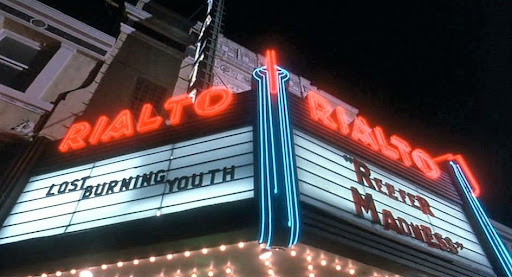 RIALTO
LOST BURNING YOUTH
RIALTO
"REEFER
MADNESS"